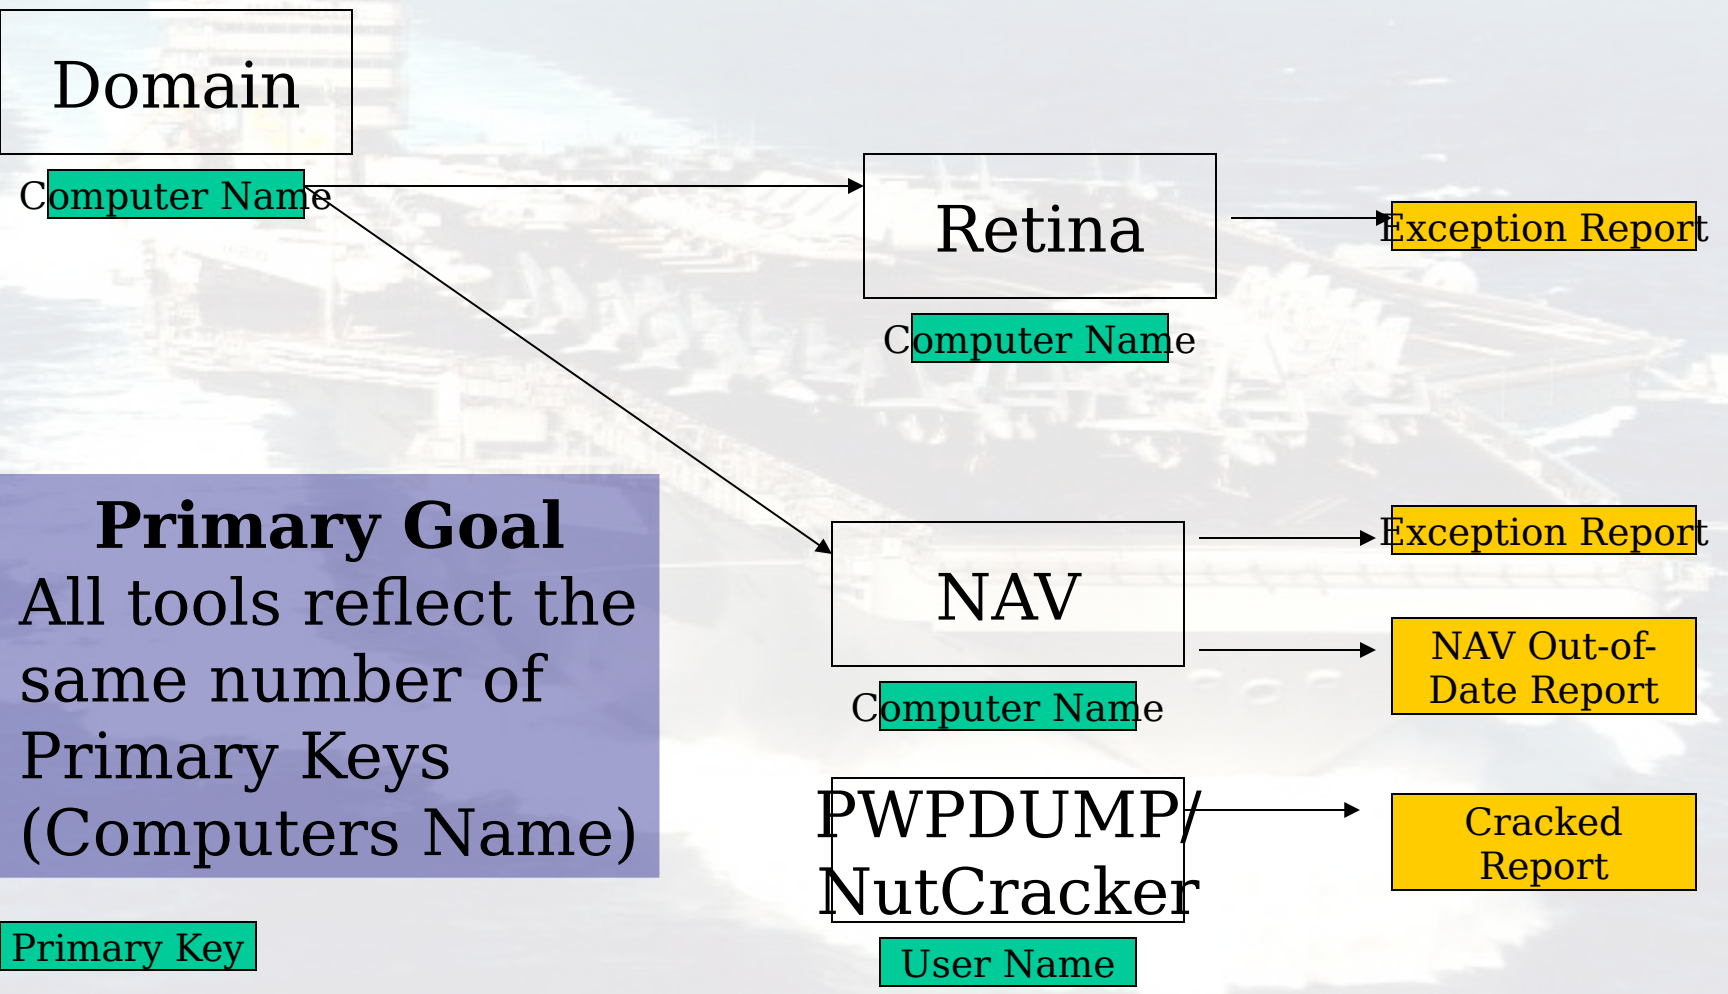 Domain
Computer Name
Retina
Exception Report
Computer Name
Primary Goal
All tools reflect the
same number of
Primary Keys
(Computers Name)
NAV
Exception Report
NAV Out-of-
Date Report
Computer Name
PWPDUMP/
NutCracker
Cracked
Report
User Name
Primary Key